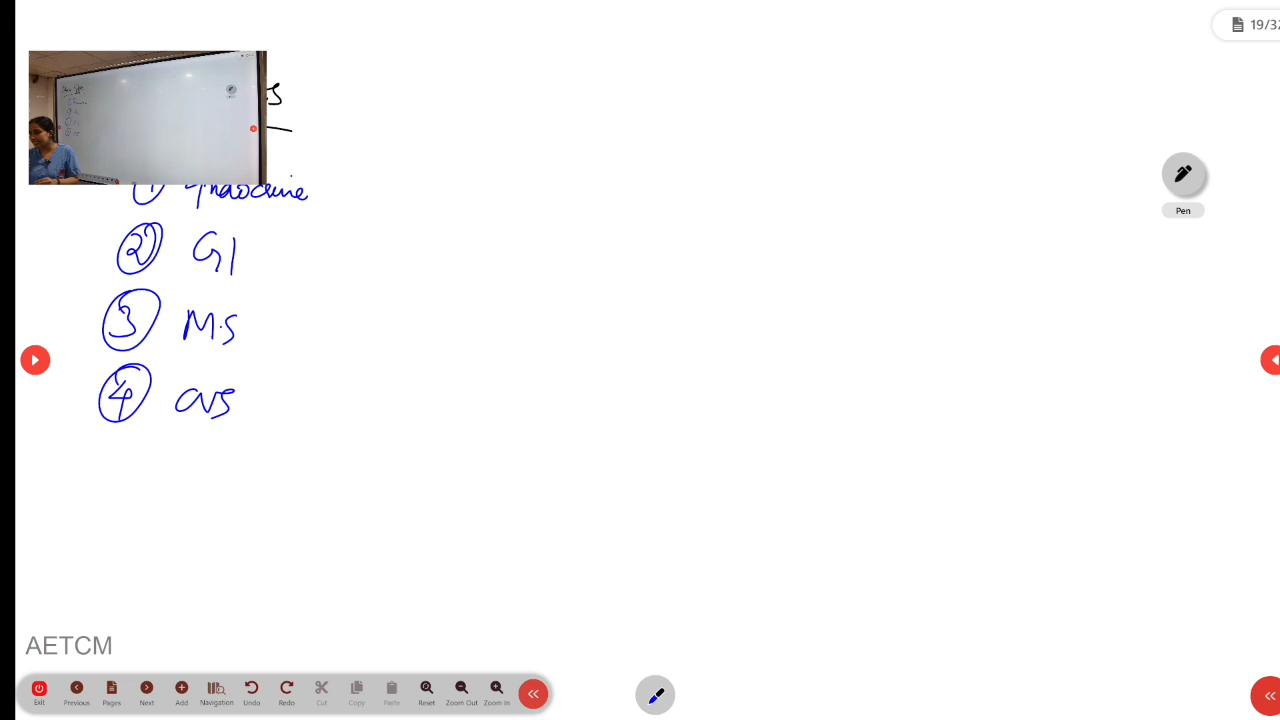 19/32
① Endocrine
② GI
③ M.S
④ CVS
Pen
AETCM
Exit Previous Pages Next Add Navigation Undo Redo Cut Copy Paste Reset Zoom Out Zoom In